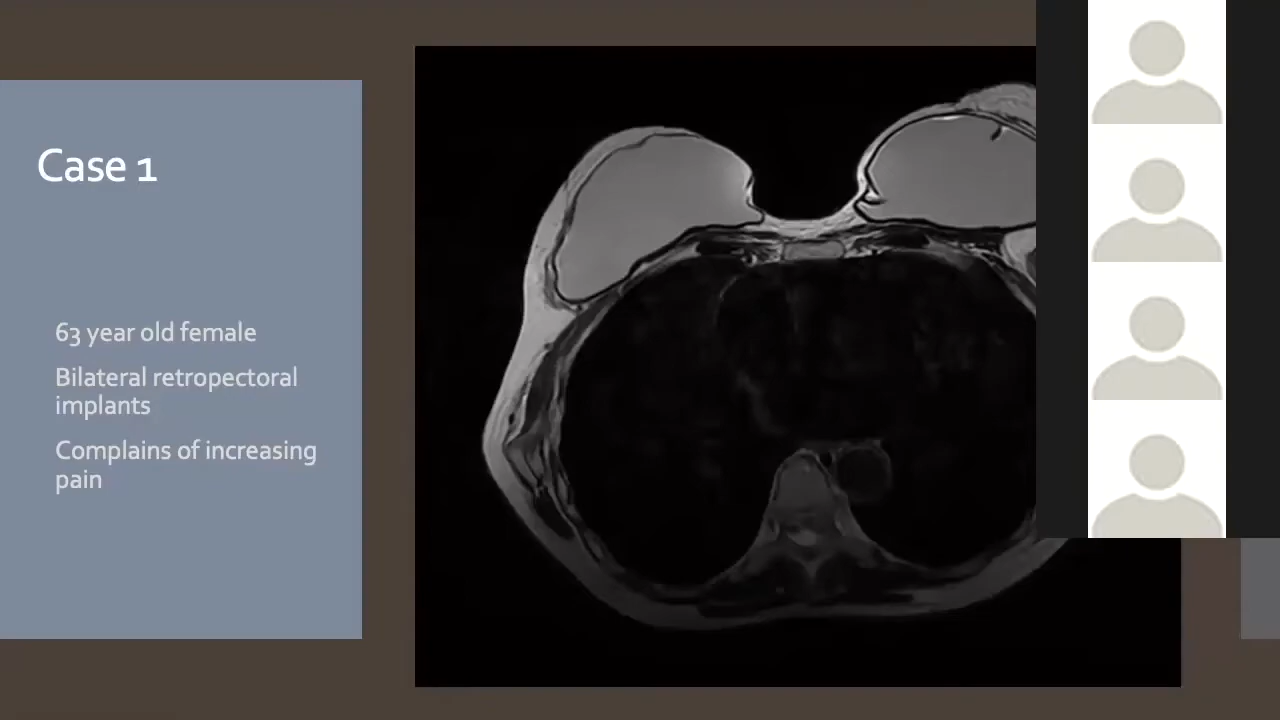 Case 1
63 year old female
Bilateral retropectoral
implants
Complains of increasing
pain